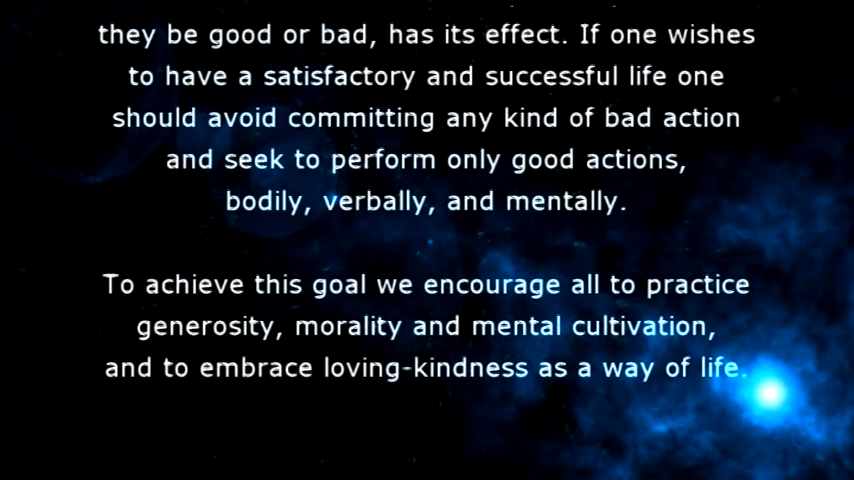 they be good or bad, has its effect. If one wishes
to have a satisfactory and successful life one
should avoid committing any kind of bad action
and seek to perform only good actions,
bodily, verbally, and mentally.
To achieve this goal we encourage all to practice
generosity, morality and mental cultivation,
and to embrace loving-kindness as a way of life.